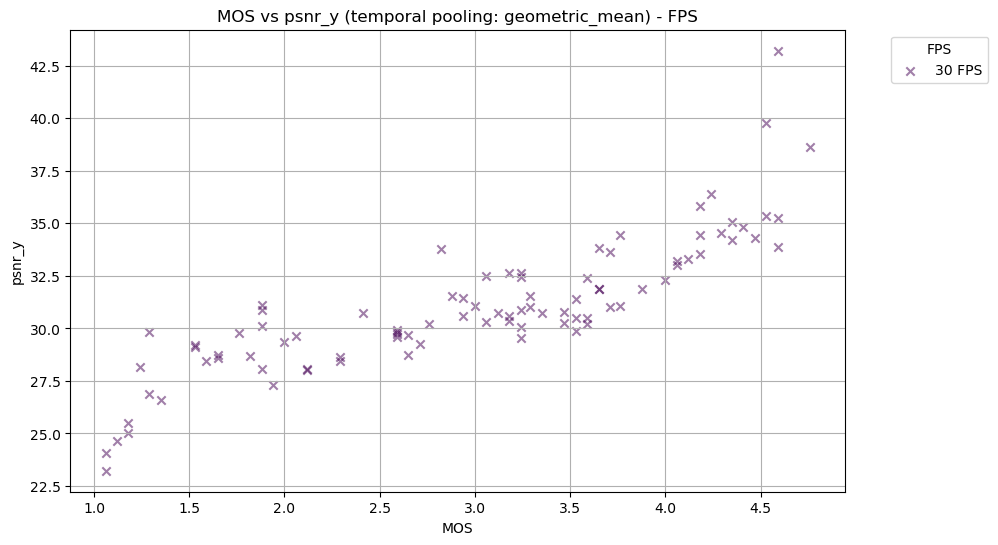 MOS vs psnr_y (temporal pooling: geometric_mean) - FPS
FPS
30 FPS
psnr_y
42.5
40.0
37.5
35.0
32.5
30.0
27.5
25.0
22.5
1.0 1.5 2.0 2.5 3.0 3.5 4.0 4.5
MOS